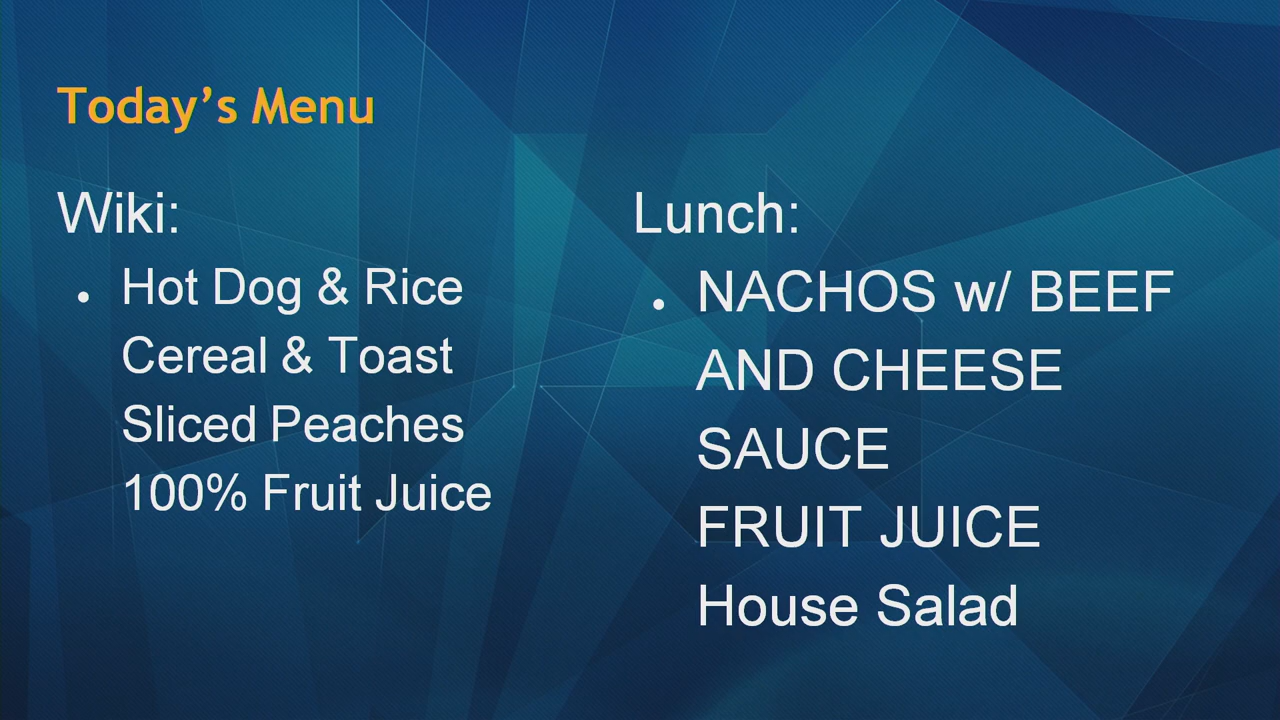 Today’s Menu
Wiki:
• Hot Dog & Rice
Cereal & Toast
Sliced Peaches
100% Fruit Juice
Lunch:
• NACHOS w/ BEEF
AND CHEESE
SAUCE
FRUIT JUICE
House Salad